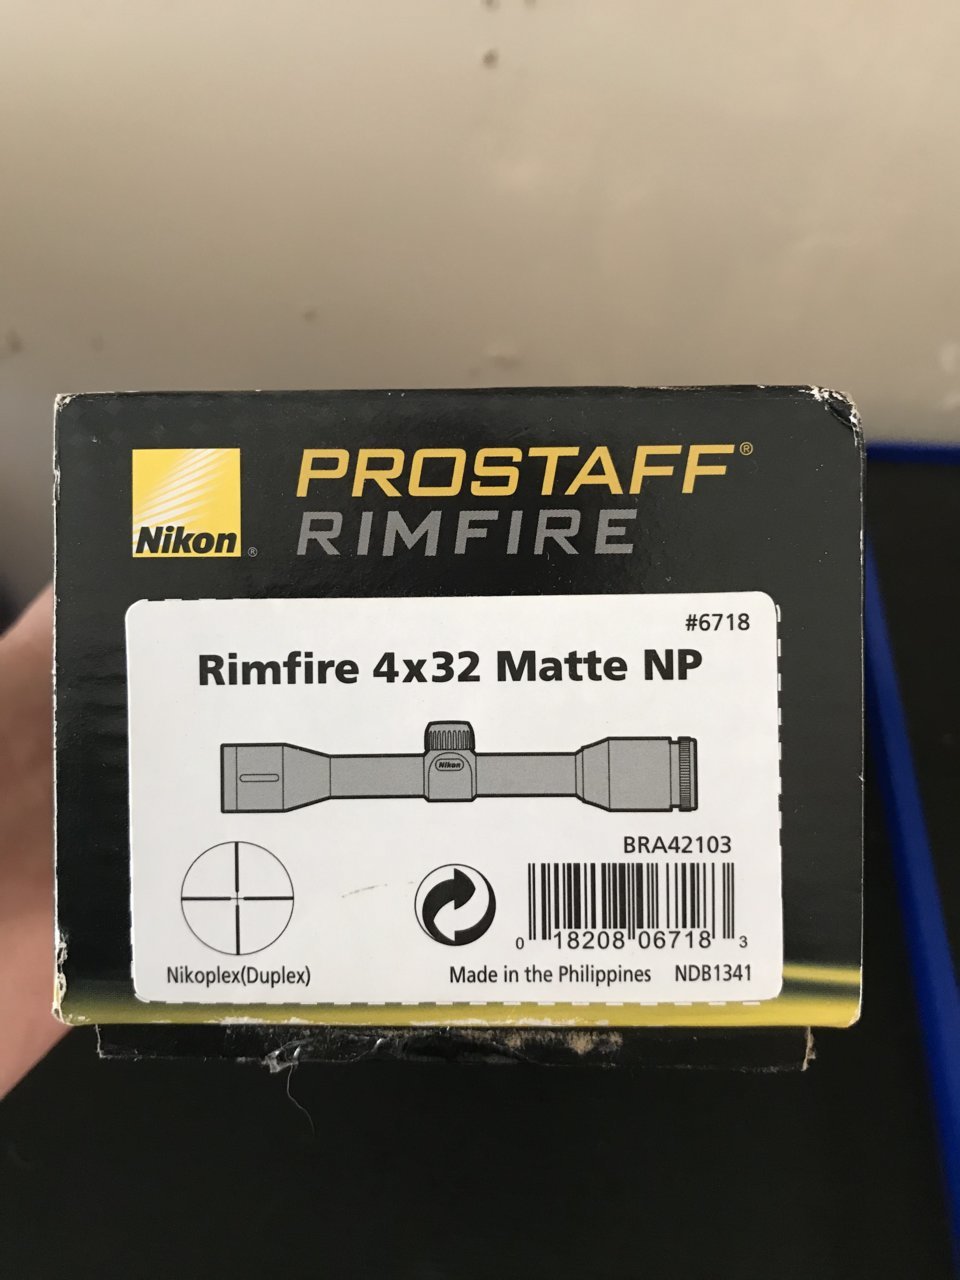 Nikon®
PROSTAFF®
RIMFIRE
#6718
Rimfire 4x32 Matte NP
Nikon
BRA42103
0 18208 06718 3
Nikoplex(Duplex)
Made in the Philippines NDB1341